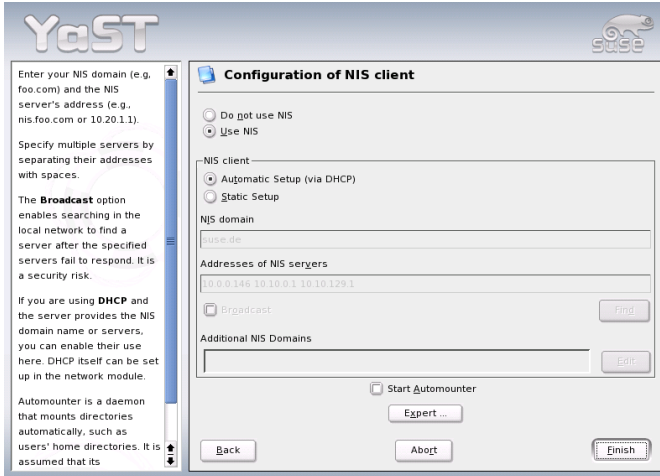 YaST
SUSE
Enter your NIS domain (e.g,
foo.com) and the NIS
server's address (e.g.,
nis.foo.com or 10.20.1.1).
Specify multiple servers by
separating their addresses
with spaces.
The Broadcast option
enables searching in the
local network to find a
server after the specified
servers fail to respond. It is
a security risk.
If you are using DHCP and
the server provides the NIS
domain name or servers,
you can enable their use
here. DHCP itself can be set
up in the network module.
Automounter is a daemon
that mounts directories
automatically, such as
users' home directories. It is
assumed that its
Configuration of NIS client
Do not use NIS
Use NIS
NIS client
Automatic Setup (via DHCP)
Static Setup
NIS domain
suse.de
Addresses of NIS servers
10.0.0.146 10.10.0.1 10.10.129.1
Broadcast
Find
Additional NIS Domains
Edit
Start Automounter
Expert ...
Back
Abort
Finish